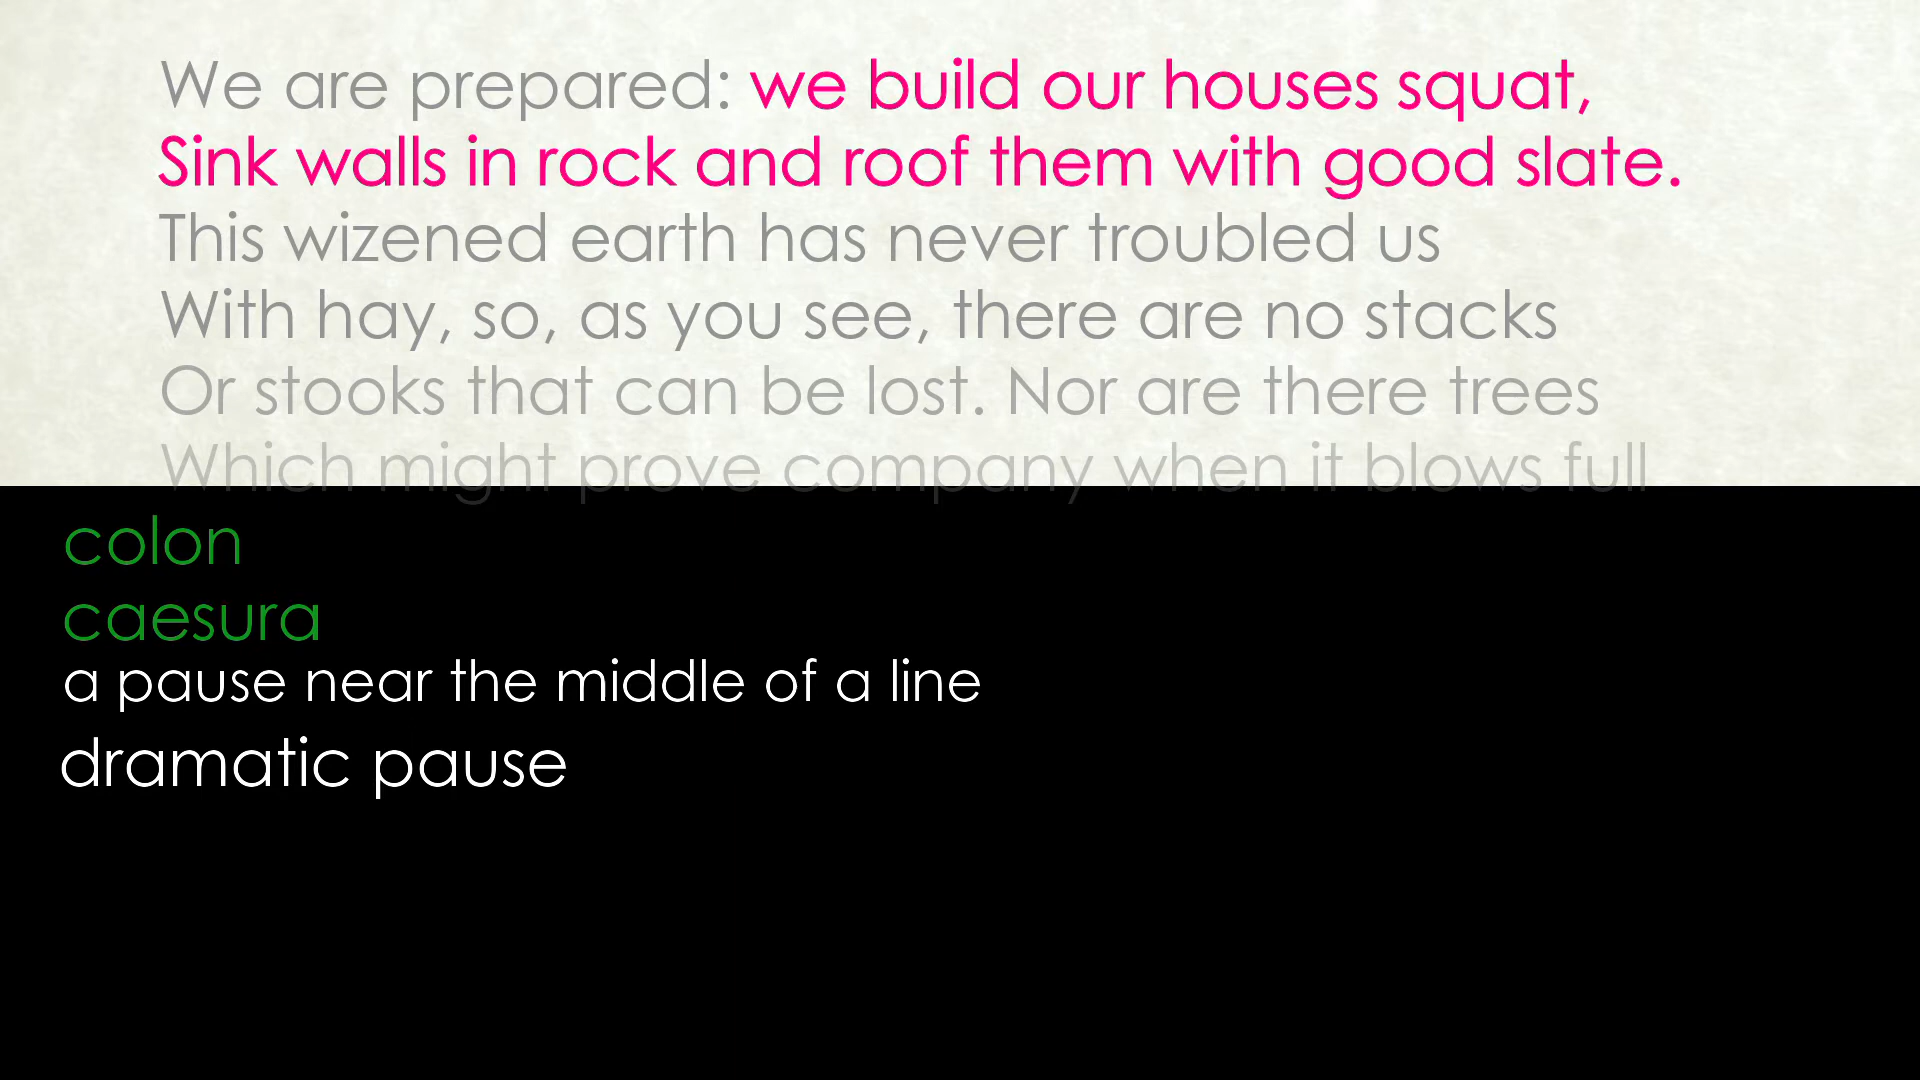 We are prepared: we build our houses squat,
Sink walls in rock and roof them with good slate.
This wizened earth has never troubled us
With hay, so, as you see, there are no stacks
Or stooks that can be lost. Nor are there trees
Which might prove company when it blows full
colon
caesura
a pause near the middle of a line
dramatic pause